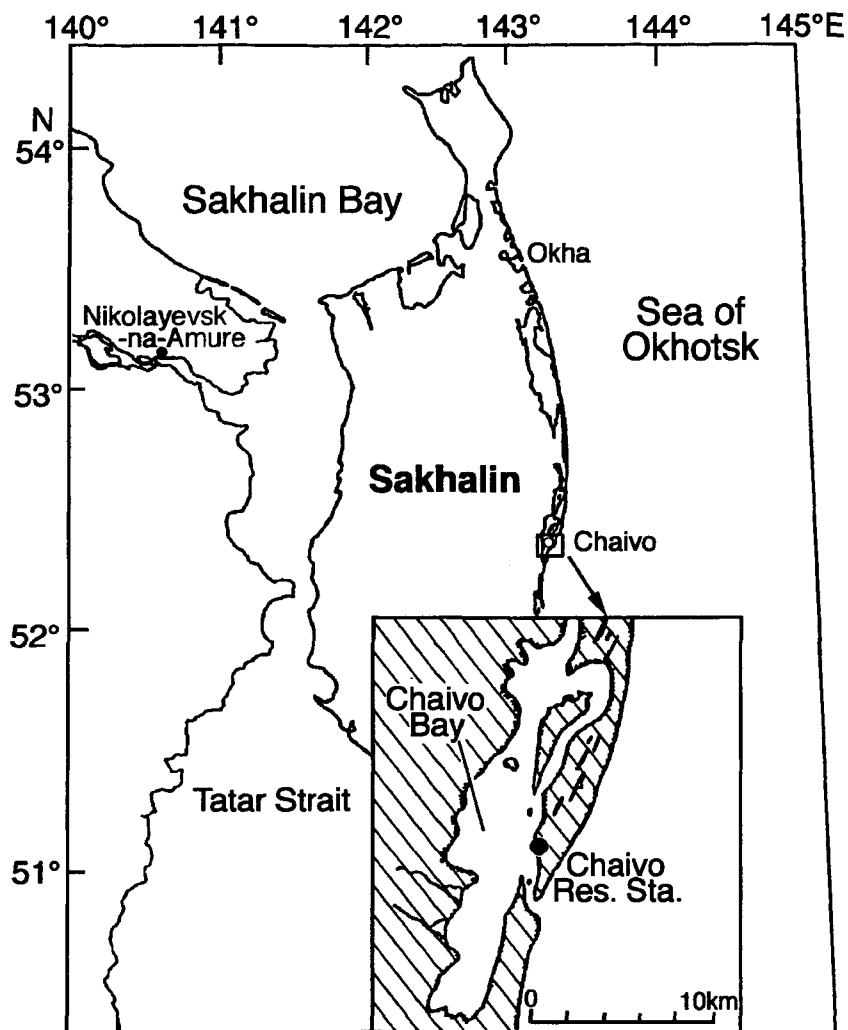 140°
141°
142°
143°
144°
145°E
N
54°
Sakhalin Bay
Okha
Nikolayevsk
-na-Amure
Sea of
Okhotsk
53°
Sakhalin
Chaivo
52°
Chaivo
Bay
Tatar Strait
51°
Chaivo
Res. Sta.
0
10km